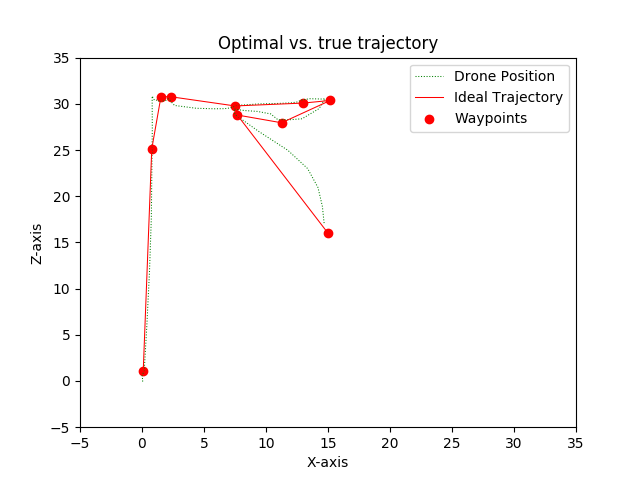 Optimal vs. true trajectory
Drone Position
Ideal Trajectory
Waypoints
35
30
25
20
15
10
5
0
−5
Z-axis
−5 0 5 10 15 20 25 30 35
X-axis